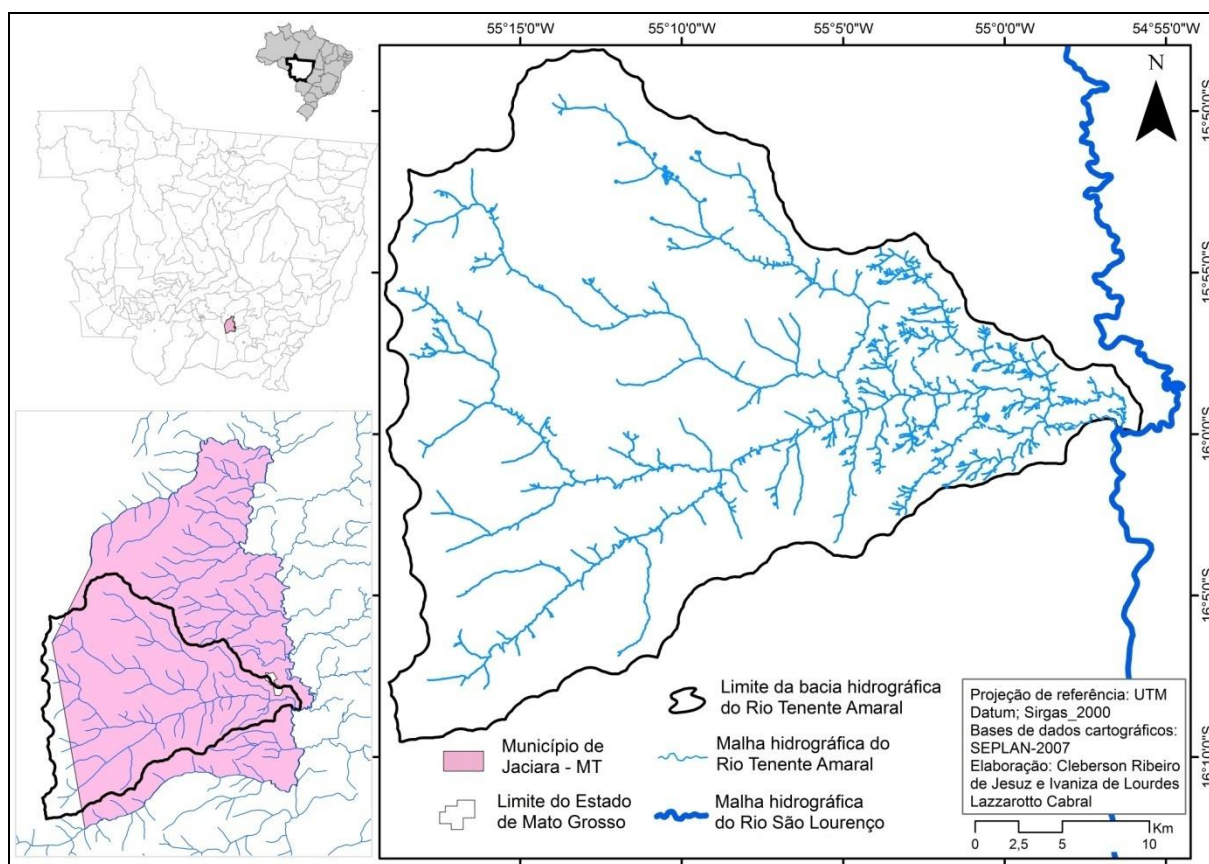 55°15'0"W
55°10'0"W
55°5'0"W
55°0'0"W
54°55'0"W
N
15°50'0"S
15°55'0"S
16°0'0"S
16°5'0"S
16°10'0"S
Limite da bacia hidrográfica
do Rio Tenente Amaral
Município de
Jaciara - MT
Malha hidrográfica do
Rio Tenente Amaral
Limite do Estado
de Mato Grosso
Malha hidrográfica
do Rio São Lourenço
Projeção de referência: UTM
Datum; Sirgas_2000
Bases de dados cartográficos:
SEPLAN-2007
Elaboração: Cleberson Ribeiro
de Jesuz e Ivaniza de Lourdes
Lazzarotto Cabral
Km
0 2,5 5 10